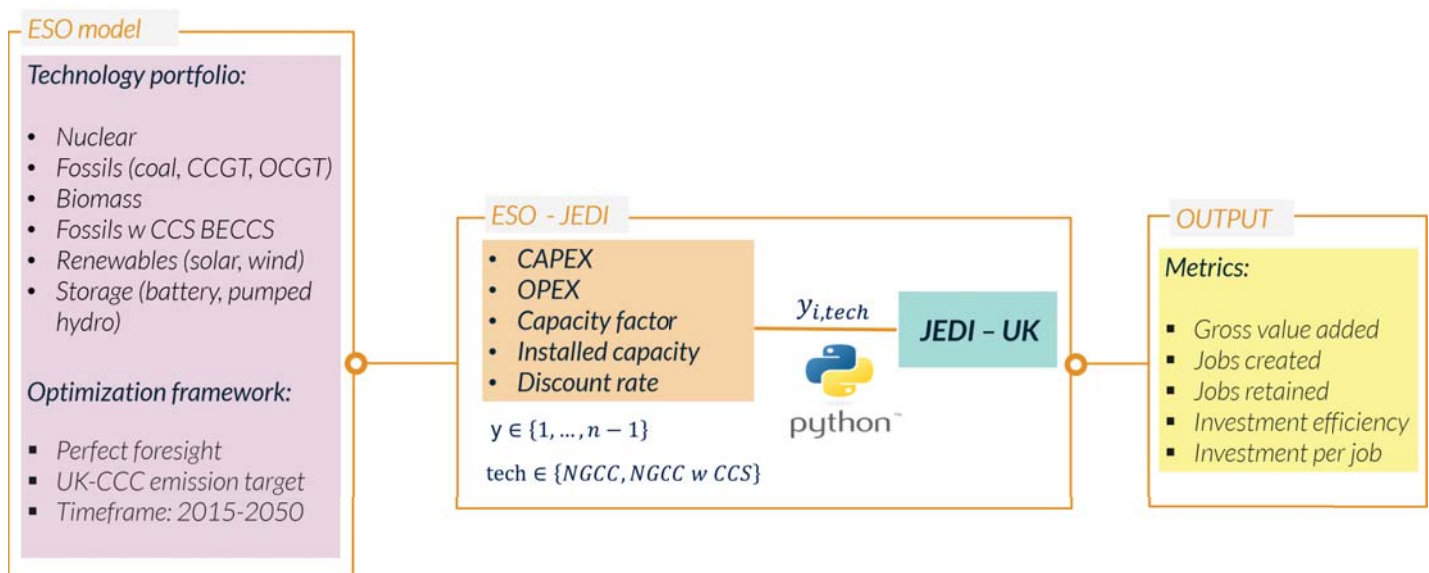 ESO model
Technology portfolio:
• Nuclear
• Fossils (coal, CCGT, OCGT)
• Biomass
• Fossils w CCS BECCS
• Renewables (solar, wind)
• Storage (battery, pumped
hydro)
Optimization framework:
▪ Perfect foresight
▪ UK-CCC emission target
▪ Timeframe: 2015-2050
ESO - JEDI
• CAPEX
• OPEX
• Capacity factor
• Installed capacity
• Discount rate
y ∈ {1, … , n − 1}
tech ∈ {NGCC, NGCC w CCS}
y_{i,tech}
python™
JEDI – UK
OUTPUT
Metrics:
▪ Gross value added
▪ Jobs created
▪ Jobs retained
▪ Investment efficiency
▪ Investment per job